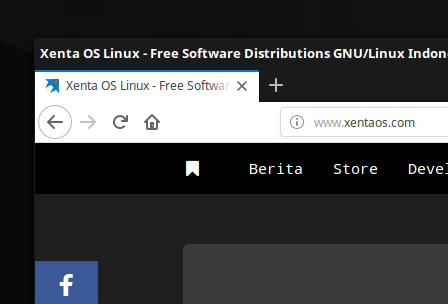 Xenta OS Linux - Free Software Distributions GNU/Linux Indon
Xenta OS Linux - Free Softwar
www.xentaos.com
Berita Store Devel